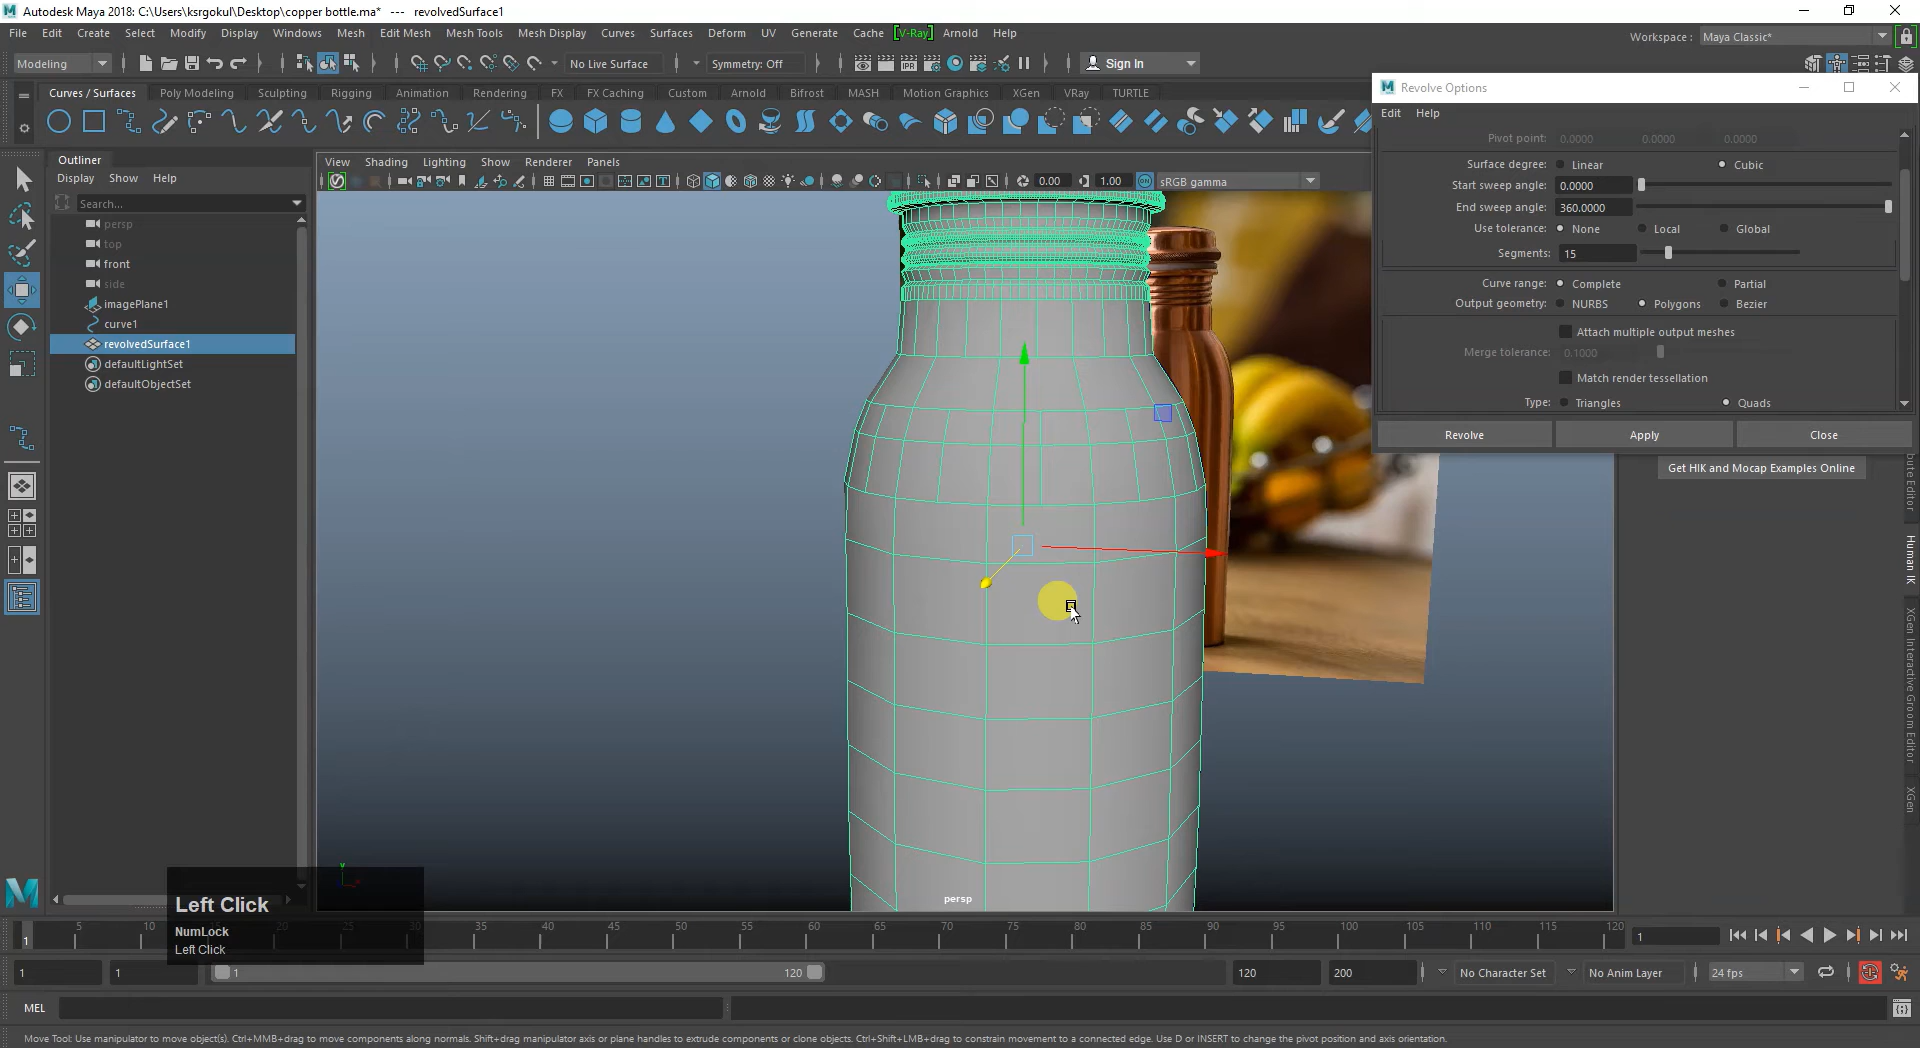 Autodesk Maya 2018: C:\Users\ksrgokul\Desktop\copper bottle.ma* --- revolvedSurface1
File Edit Create Select Modify Display Windows Mesh Edit Mesh Mesh Tools Mesh Display Curves Surfaces Deform UV Generate Cache [V-Ray] Arnold Help
Workspace : Maya Classic*
Modeling No Live Surface Symmetry: Off Sign In
Curves / Surfaces Poly Modeling Sculpting Rigging Animation Rendering FX FX Caching Custom Arnold Bifrost MASH Motion Graphics XGen VRay TURTLE
Revolve Options
Edit Help
Pivot point: 0.0000 0.0000 0.0000
Surface degree: Linear Cubic
Start sweep angle: 0.0000
End sweep angle: 360.0000
Use tolerance: None Local Global
Segments: 15
Curve range: Complete Partial
Output geometry: NURBS Polygons Bezier
Attach multiple output meshes
Merge tolerance: 0.1000
Match render tessellation
Type: Triangles Quads
Revolve Apply Close
Get HIK and Mocap Examples Online
Outliner
Display Show Help
Search...
persp
top
front
side
imagePlane1
curve1
revolvedSurface1
defaultLightSet
defaultObjectSet
View Shading Lighting Show Renderer Panels
0.00 1.00 sRGB gamma
persp
Human IK
XGen Interactive Groom Editor
XGen
Left Click
NumLock
Left Click
5 10 25 30 35 40 45 50 55 60 65 70 75 80 85 90 95 100 105 110 115 120
1 1
1 1 1 120 120 200 No Character Set No Anim Layer 24 fps
MEL
Move Tool: Use manipulator to move object(s). Ctrl+MMB+drag to move components along normals. Shift+drag manipulator axis or plane handles to extrude components or clone objects. Ctrl+Shift+LMB+drag to constrain movement to a connected edge. Use D or INSERT to change the pivot position and axis orientation.